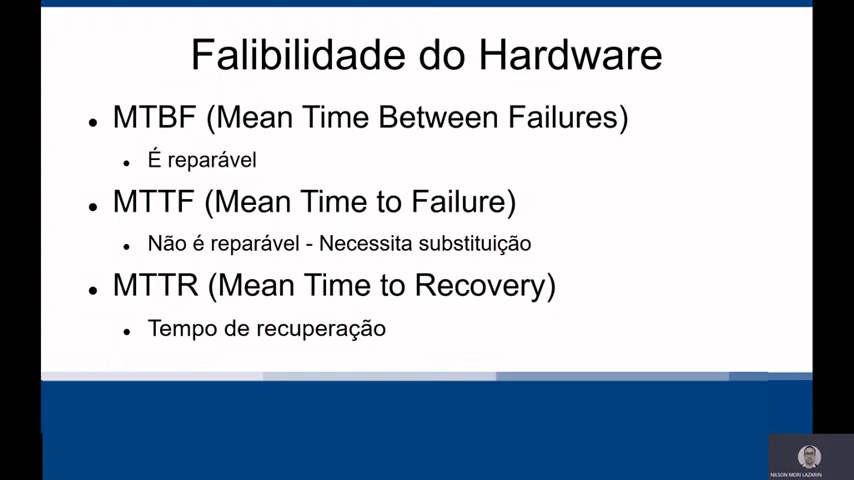 Falibilidade do Hardware
MTBF (Mean Time Between Failures)
É reparável
MTTF (Mean Time to Failure)
Não é reparável - Necessita substituição
MTTR (Mean Time to Recovery)
Tempo de recuperação
NILSON MORI LAZARIN